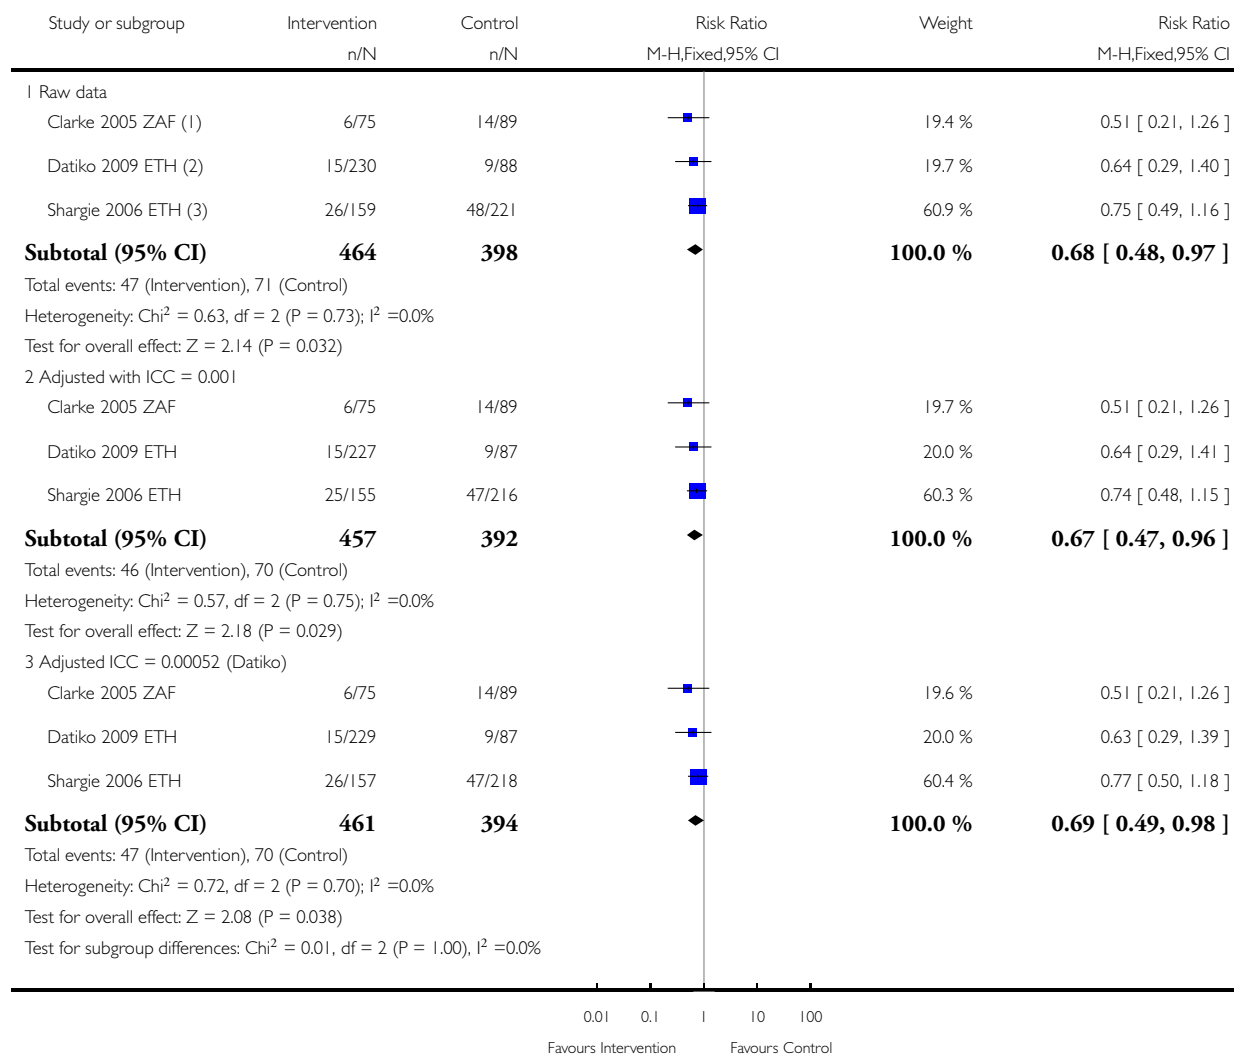 Study or subgroup Intervention Control Risk Ratio Weight Risk Ratio
n/N n/N M-H,Fixed,95% CI M-H,Fixed,95% CI
1 Raw data
Clarke 2005 ZAF (1) 6/75 14/89 19.4 % 0.51 [ 0.21, 1.26 ]
Datiko 2009 ETH (2) 15/230 9/88 19.7 % 0.64 [ 0.29, 1.40 ]
Shargie 2006 ETH (3) 26/159 48/221 60.9 % 0.75 [ 0.49, 1.16 ]
Subtotal (95% CI) 464 398 100.0 % 0.68 [ 0.48, 0.97 ]
Total events: 47 (Intervention), 71 (Control)
Heterogeneity: Chi² = 0.63, df = 2 (P = 0.73); I² =0.0%
Test for overall effect: Z = 2.14 (P = 0.032)
2 Adjusted with ICC = 0.001
Clarke 2005 ZAF 6/75 14/89 19.7 % 0.51 [ 0.21, 1.26 ]
Datiko 2009 ETH 15/227 9/87 20.0 % 0.64 [ 0.29, 1.41 ]
Shargie 2006 ETH 25/155 47/216 60.3 % 0.74 [ 0.48, 1.15 ]
Subtotal (95% CI) 457 392 100.0 % 0.67 [ 0.47, 0.96 ]
Total events: 46 (Intervention), 70 (Control)
Heterogeneity: Chi² = 0.57, df = 2 (P = 0.75); I² =0.0%
Test for overall effect: Z = 2.18 (P = 0.029)
3 Adjusted ICC = 0.00052 (Datiko)
Clarke 2005 ZAF 6/75 14/89 19.6 % 0.51 [ 0.21, 1.26 ]
Datiko 2009 ETH 15/229 9/87 20.0 % 0.63 [ 0.29, 1.39 ]
Shargie 2006 ETH 26/157 47/218 60.4 % 0.77 [ 0.50, 1.18 ]
Subtotal (95% CI) 461 394 100.0 % 0.69 [ 0.49, 0.98 ]
Total events: 47 (Intervention), 70 (Control)
Heterogeneity: Chi² = 0.72, df = 2 (P = 0.70); I² =0.0%
Test for overall effect: Z = 2.08 (P = 0.038)
Test for subgroup differences: Chi² = 0.01, df = 2 (P = 1.00), I² =0.0%
0.01 0.1 1 10 100
Favours Intervention Favours Control